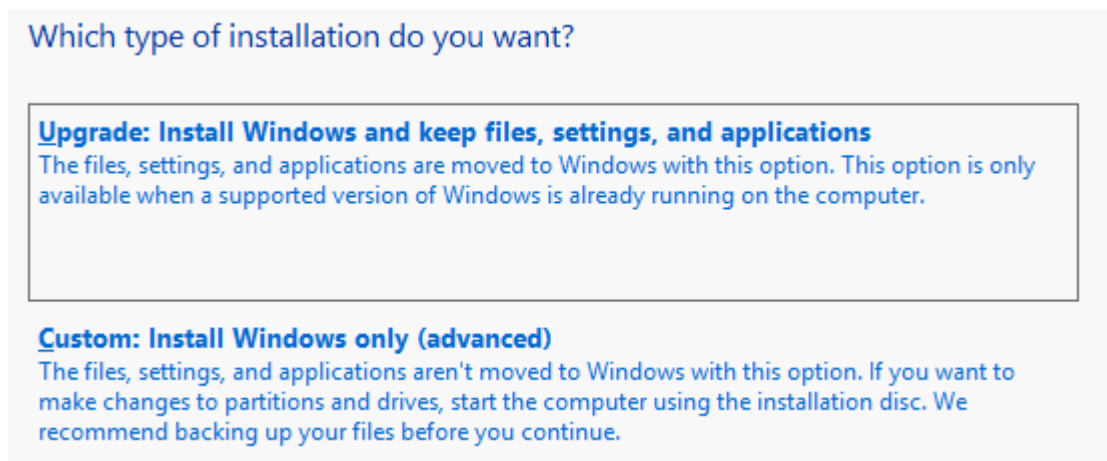 Which type of installation do you want?
Upgrade: Install Windows and keep files, settings, and applications
The files, settings, and applications are moved to Windows with this option. This option is only
available when a supported version of Windows is already running on the computer.
Custom: Install Windows only (advanced)
The files, settings, and applications aren't moved to Windows with this option. If you want to
make changes to partitions and drives, start the computer using the installation disc. We
recommend backing up your files before you continue.